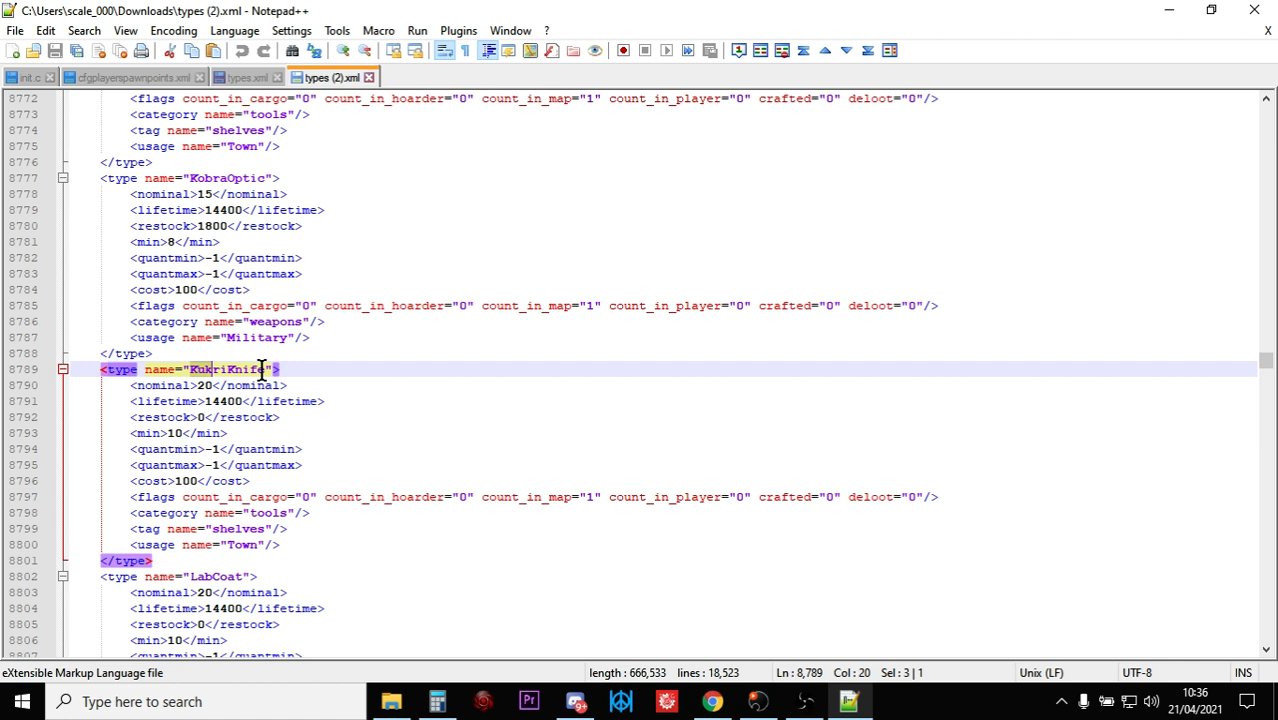 C:\Users\scale_000\Downloads\types (2).xml - Notepad++
File Edit Search View Encoding Language Settings Tools Macro Run Plugins Window ? X
init.c cfgplayerspawnpoints.xml types.xml types (2).xml
8772 <flags count_in_cargo="0" count_in_hoarder="0" count_in_map="1" count_in_player="0" crafted="0" deloot="0"/>
8773 <category name="tools"/>
8774 <tag name="shelves"/>
8775 <usage name="Town"/>
8776 </type>
8777 <type name="KobraOptic">
8778 <nominal>15</nominal>
8779 <lifetime>14400</lifetime>
8780 <restock>1800</restock>
8781 <min>8</min>
8782 <quantmin>-1</quantmin>
8783 <quantmax>-1</quantmax>
8784 <cost>100</cost>
8785 <flags count_in_cargo="0" count_in_hoarder="0" count_in_map="1" count_in_player="0" crafted="0" deloot="0"/>
8786 <category name="weapons"/>
8787 <usage name="Military"/>
8788 </type>
8789 <type name="KukriKnife">
8790 <nominal>20</nominal>
8791 <lifetime>14400</lifetime>
8792 <restock>0</restock>
8793 <min>10</min>
8794 <quantmin>-1</quantmin>
8795 <quantmax>-1</quantmax>
8796 <cost>100</cost>
8797 <flags count_in_cargo="0" count_in_hoarder="0" count_in_map="1" count_in_player="0" crafted="0" deloot="0"/>
8798 <category name="tools"/>
8799 <tag name="shelves"/>
8800 <usage name="Town"/>
8801 </type>
8802 <type name="LabCoat">
8803 <nominal>20</nominal>
8804 <lifetime>14400</lifetime>
8805 <restock>0</restock>
8806 <min>10</min>
8807 <quantmin>-1</quantmin>
eXtensible Markup Language file length : 666,533 lines : 18,523 Ln : 8,789 Col : 20 Sel : 3 | 1 Unix (LF) UTF-8 INS
Type here to search Pr 10:36
21/04/2021